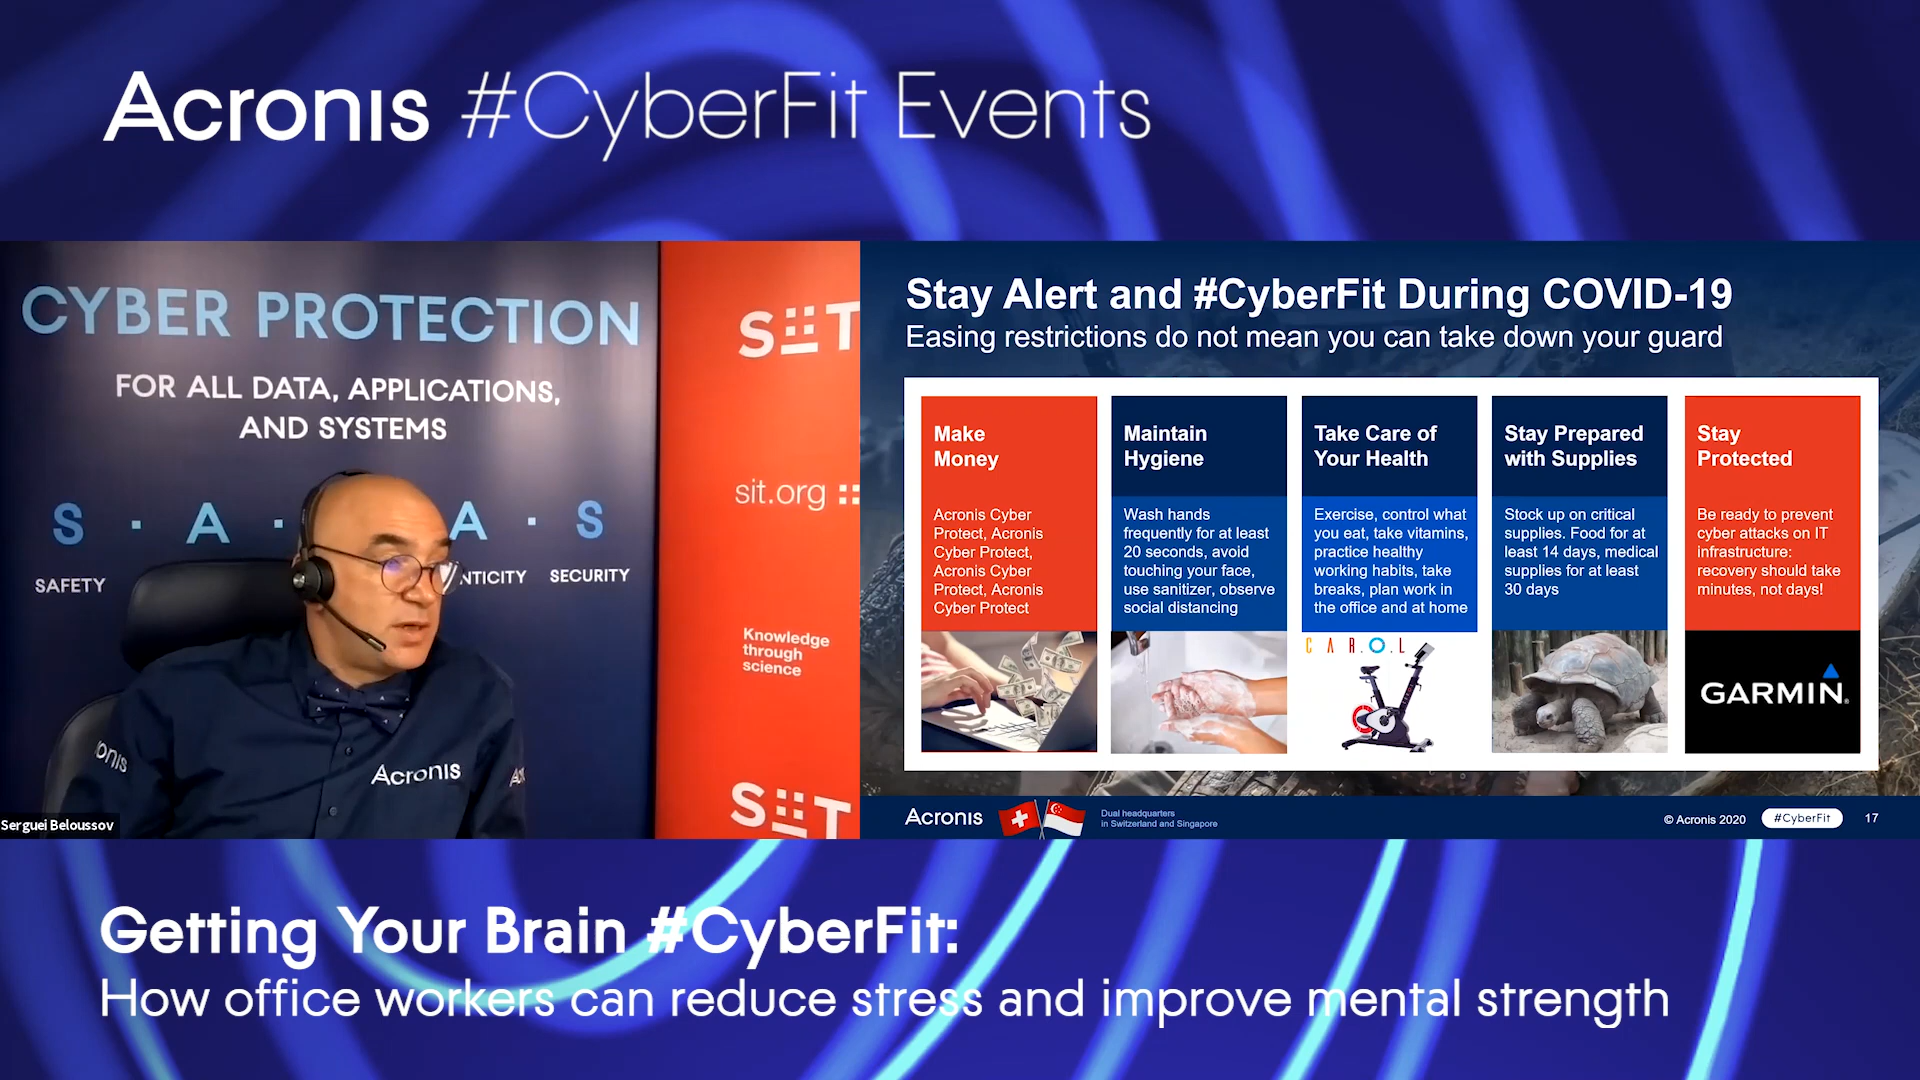 Acronis #CyberFit Events
CYBER PROTECTION
FOR ALL DATA, APPLICATIONS,
AND SYSTEMS
S · A · A · S
SAFETY
NTICITY
SECURITY
onis
Acronis
Serguei Beloussov
SIT
sit.org
Knowledge
through
science
SIT
Stay Alert and #CyberFit During COVID-19
Easing restrictions do not mean you can take down your guard
Make
Money
Acronis Cyber
Protect, Acronis
Cyber Protect,
Acronis Cyber
Protect, Acronis
Cyber Protect
Maintain
Hygiene
Wash hands
frequently for at least
20 seconds, avoid
touching your face,
use sanitizer, observe
social distancing
Take Care of
Your Health
Exercise, control what
you eat, take vitamins,
practice healthy
working habits, take
breaks, plan work in
the office and at home
C A R.O.L
Stay Prepared
with Supplies
Stock up on critical
supplies. Food for at
least 14 days, medical
supplies for at least
30 days
Stay
Protected
Be ready to prevent
cyber attacks on IT
infrastructure:
recovery should take
minutes, not days!
GARMIN.
Acronis
Dual headquarters
in Switzerland and Singapore
© Acronis 2020
#CyberFit
17
Getting Your Brain #CyberFit:
How office workers can reduce stress and improve mental strength